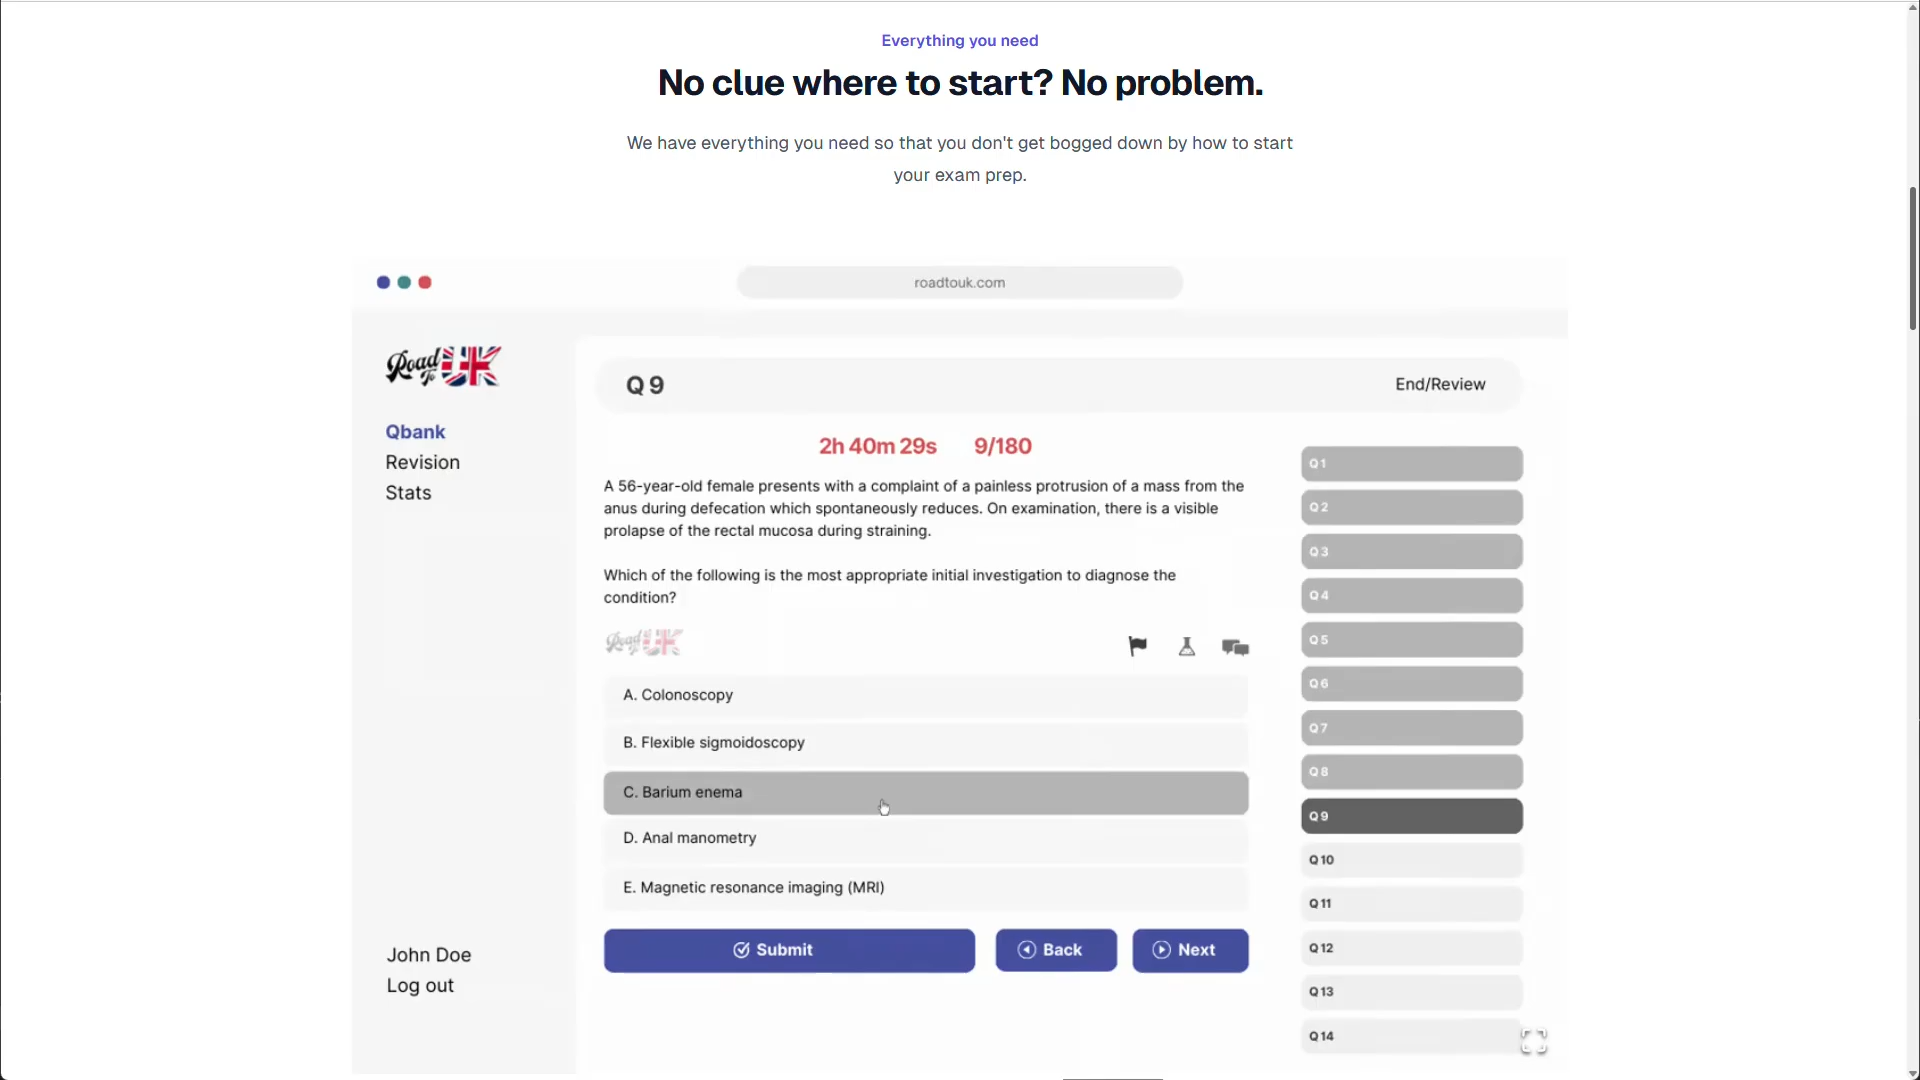 Everything you need
No clue where to start? No problem.
We have everything you need so that you don't get bogged down by how to start
your exam prep.
roadtouk.com
Road To UK
Qbank
Revision
Stats
John Doe
Log out
Q 9
End/Review
2h 40m 29s 9/180
A 56-year-old female presents with a complaint of a painless protrusion of a mass from the
anus during defecation which spontaneously reduces. On examination, there is a visible
prolapse of the rectal mucosa during straining.
Which of the following is the most appropriate initial investigation to diagnose the
condition?
Road To UK
A. Colonoscopy
B. Flexible sigmoidoscopy
C. Barium enema
D. Anal manometry
E. Magnetic resonance imaging (MRI)
Submit
Back
Next
Q 1
Q 2
Q 3
Q 4
Q 5
Q 6
Q 7
Q 8
Q 9
Q 10
Q 11
Q 12
Q 13
Q 14